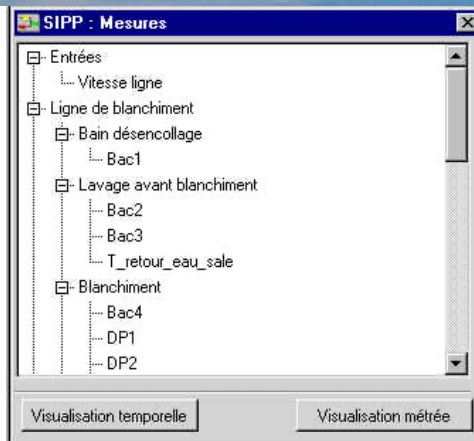 SIPP : Mesures
Entrées
Vitesse ligne
Ligne de blanchiment
Bain désencollage
Bac1
Lavage avant blanchiment
Bac2
Bac3
T_retour_eau_sale
Blanchiment
Bac4
DP1
DP2
Visualisation temporelle Visualisation métrée